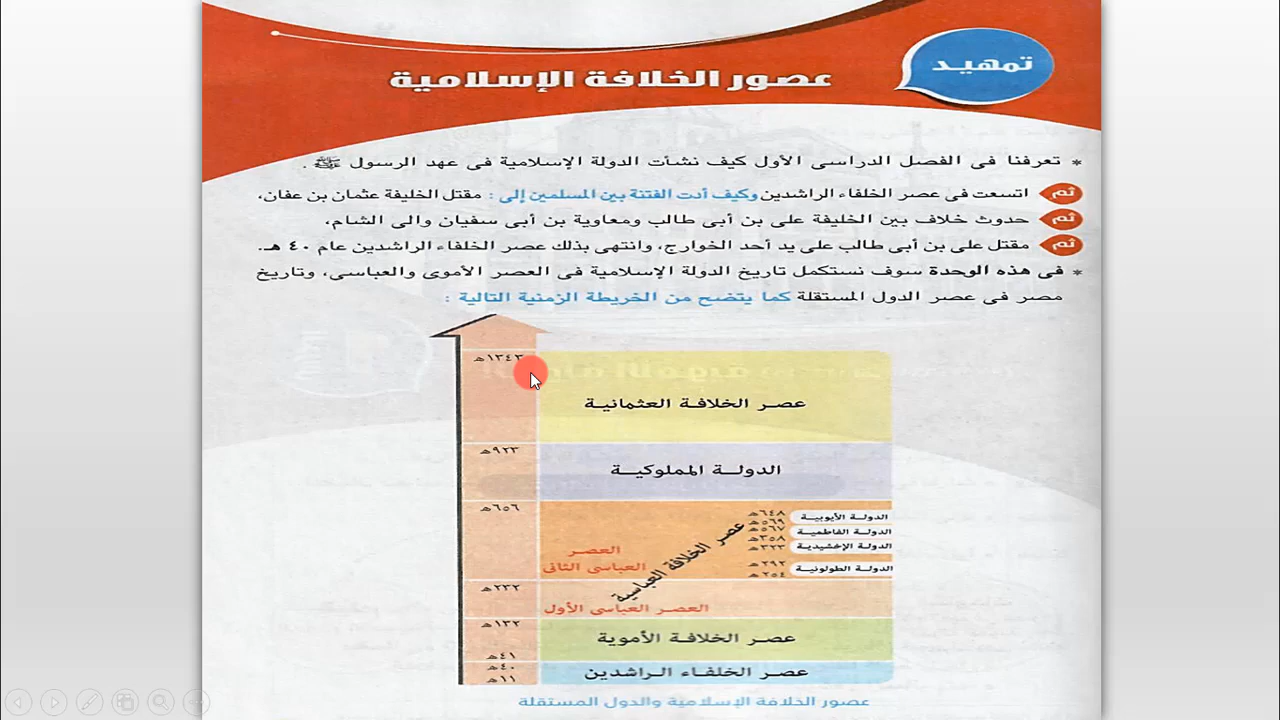 تمهيد
عصور الخلافة الإسلامية
* تعرفنا فى الفصل الدراسى الأول كيف نشأت الدولة الإسلامية فى عهد الرسول ﷺ .
ثم اتسعت فى عصر الخلفاء الراشدين وكيف أدت الفتنة بين المسلمين إلى : مقتل الخليفة عثمان بن عفان،
ثم حدوث خلاف بين الخليفة على بن أبى طالب ومعاوية بن أبى سفيان والى الشام،
ثم مقتل على بن أبى طالب على يد أحد الخوارج، وانتهى بذلك عصر الخلفاء الراشدين عام ٤٠ هـ.
* فى هذه الوحدة سوف نستكمل تاريخ الدولة الإسلامية فى العصر الأموى والعباسى، وتاريخ
مصر فى عصر الدول المستقلة كما يتضح من الخريطة الزمنية التالية :
١٣٤٣هـ
عصر الخلافة العثمانية
٩٢٣هـ
الدولة المملوكية
٦٥٦هـ
الدولة الأيوبية ٦٤٨هـ
٥٦٩هـ
الدولة الفاطمية ٥٦٧هـ
٣٥٨هـ
الدولة الإخشيدية ٣٢٣هـ
الدولة الطولونية ٢٩٢هـ
٢٥٤هـ
عصر الخلافة العباسية
العصر
العباسى الثانى
٢٣٢هـ
العصر العباسى الأول
١٣٢هـ
عصر الخلافة الأموية
٤١هـ
٤٠هـ
عصر الخلفاء الراشدين
١١هـ
عصور الخلافة الإسلامية والدول المستقلة